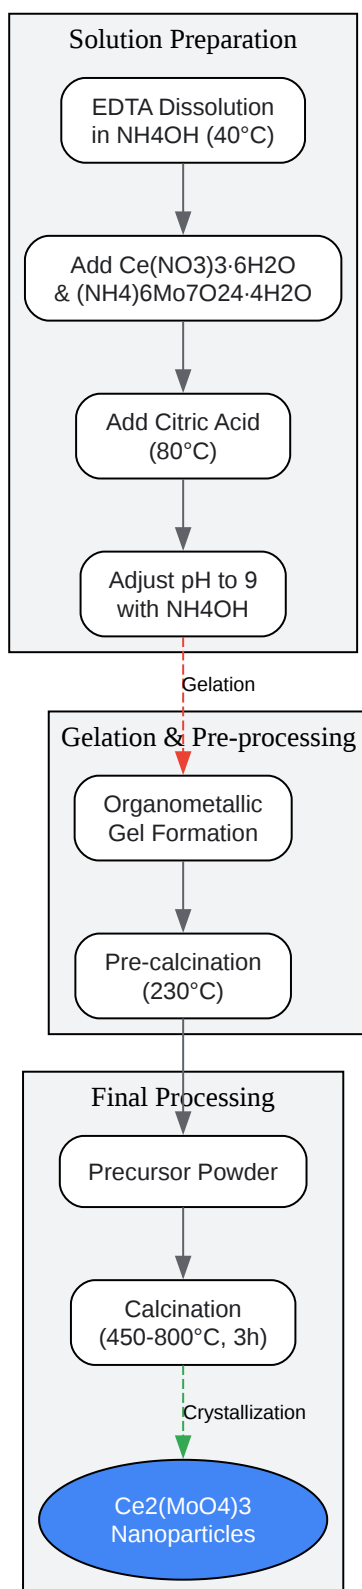 Solution Preparation
EDTA Dissolution
in NH4OH (40°C)
Add Ce(NO3)3·6H2O
& (NH4)6Mo7O24·4H2O
Add Citric Acid
(80°C)
Adjust pH to 9
with NH4OH
Gelation
Gelation & Pre-processing
Organometallic
Gel Formation
Pre-calcination
(230°C)
Final Processing
Precursor Powder
Calcination
(450-800°C, 3h)
Crystallization
Ce2(MoO4)3
Nanoparticles